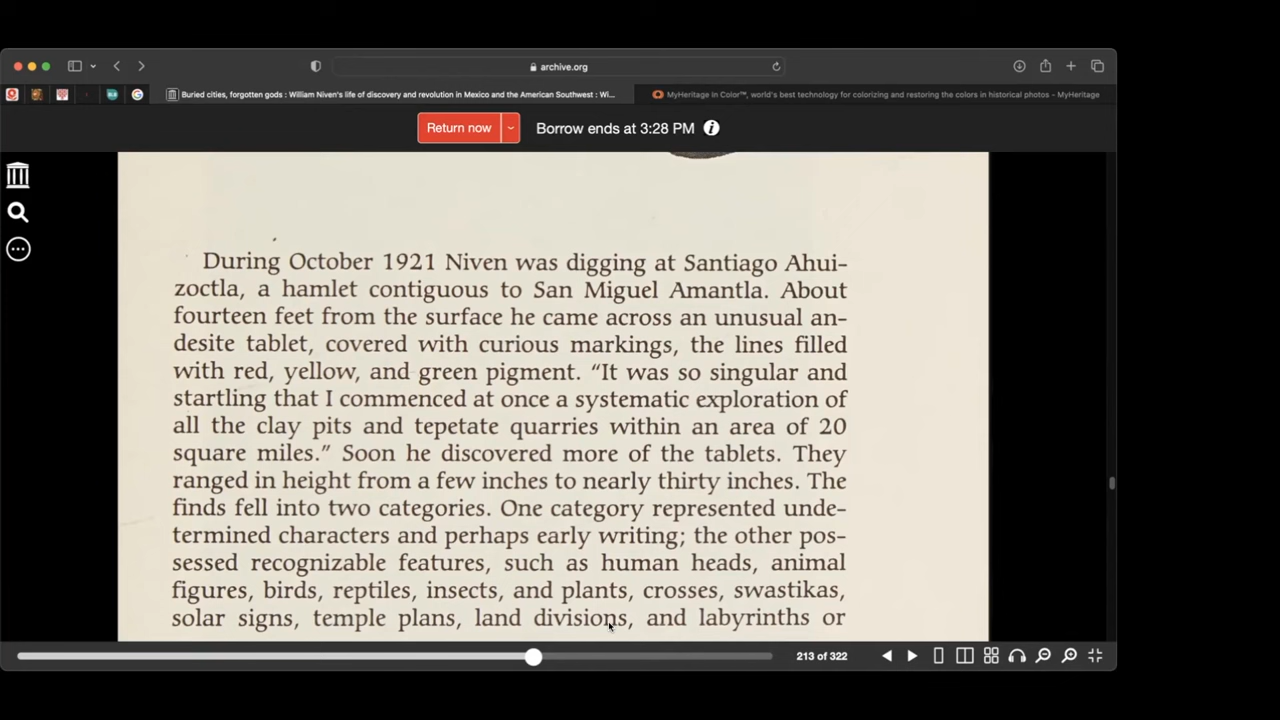 archive.org
Buried cities, forgotten gods : William Niven's life of discovery and revolution in Mexico and the American Southwest : Wi...
MyHeritage In Color™, world's best technology for colorizing and restoring the colors in historical photos - MyHeritage
Return now
Borrow ends at 3:28 PM
During October 1921 Niven was digging at Santiago Ahui-
zoctla, a hamlet contiguous to San Miguel Amantla. About
fourteen feet from the surface he came across an unusual an-
desite tablet, covered with curious markings, the lines filled
with red, yellow, and green pigment. “It was so singular and
startling that I commenced at once a systematic exploration of
all the clay pits and tepetate quarries within an area of 20
square miles.” Soon he discovered more of the tablets. They
ranged in height from a few inches to nearly thirty inches. The
finds fell into two categories. One category represented unde-
termined characters and perhaps early writing; the other pos-
sessed recognizable features, such as human heads, animal
figures, birds, reptiles, insects, and plants, crosses, swastikas,
solar signs, temple plans, land divisions, and labyrinths or
213 of 322